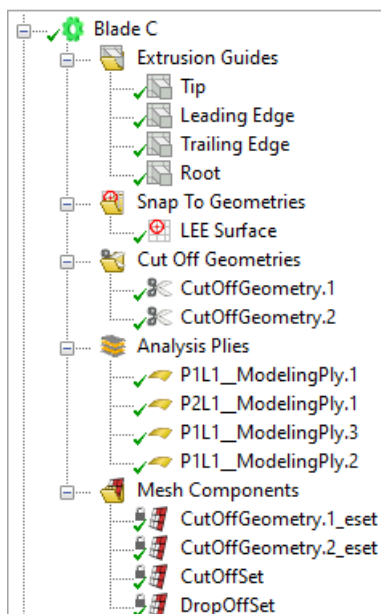 Blade C
Extrusion Guides
Tip
Leading Edge
Trailing Edge
Root
Snap To Geometries
LEE Surface
Cut Off Geometries
CutOffGeometry.1
CutOffGeometry.2
Analysis Plies
P1L1__ModelingPly.1
P2L1__ModelingPly.1
P1L1__ModelingPly.3
P1L1__ModelingPly.2
Mesh Components
CutOffGeometry.1_eset
CutOffGeometry.2_eset
CutOffSet
DropOffSet